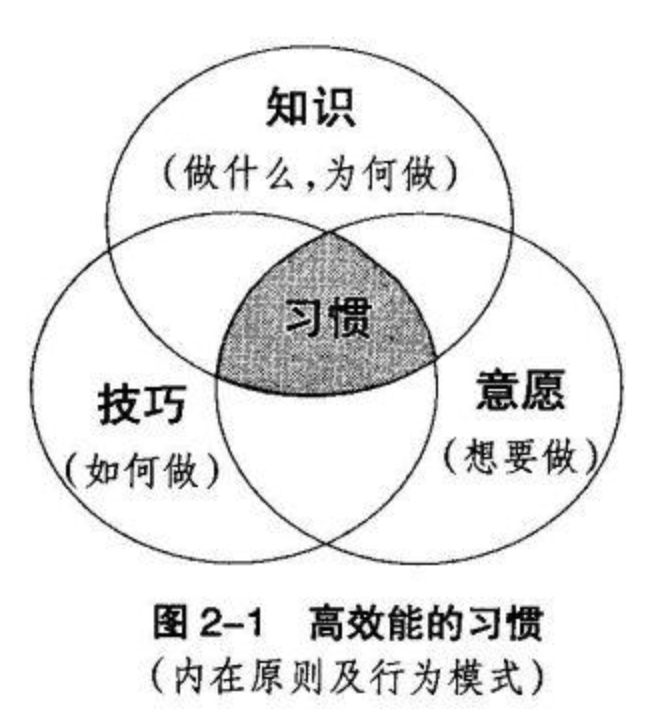 知识
(做什么,为何做)
习惯
技巧
(如何做)
意愿
(想要做)
图 2-1 高效能的习惯
(内在原则及行为模式)